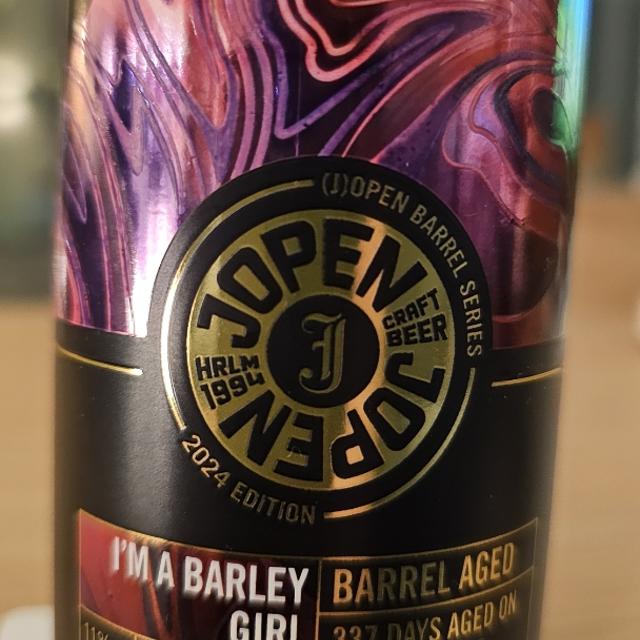 (J)OPEN BARREL SERIES
JOPEN
CRAFT
BEER
J
HRLM
1994
JOPEN
2024 EDITION
I'M A BARLEY
GIRL
BARREL AGED
337 DAYS AGED ON
11%